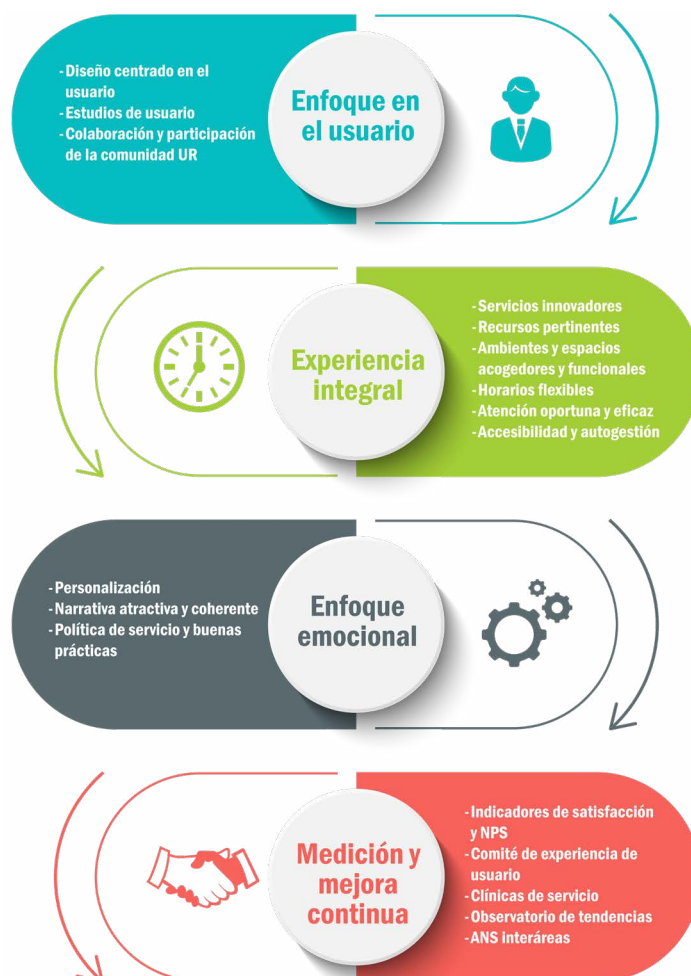 - Diseño centrado en el
usuario
- Estudios de usuario
- Colaboración y participación
de la comunidad UR
Enfoque en
el usuario
Experiencia
integral
- Servicios innovadores
- Recursos pertinentes
- Ambientes y espacios
acogedores y funcionales
- Horarios flexibles
- Atención oportuna y eficaz
- Accesibilidad y autogestión
- Personalización
- Narrativa atractiva y coherente
- Política de servicio y buenas
prácticas
Enfoque
emocional
Medición y
mejora
continua
- Indicadores de satisfacción
y NPS
- Comité de experiencia de
usuario
- Clínicas de servicio
- Observatorio de tendencias
- ANS interáreas